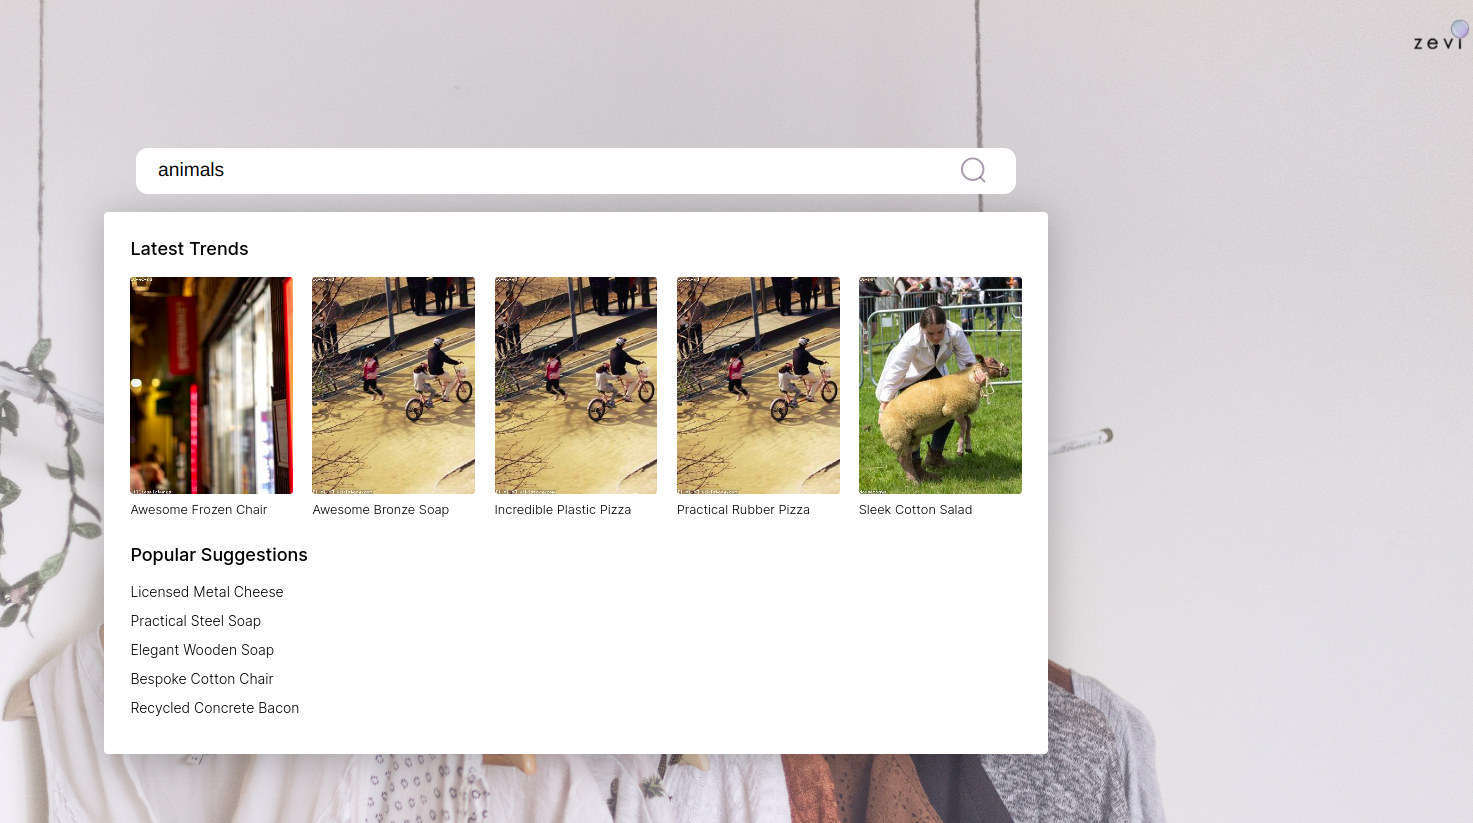 zevi
animals
Latest Trends
Awesome Frozen Chair
Awesome Bronze Soap
Incredible Plastic Pizza
Practical Rubber Pizza
Sleek Cotton Salad
Popular Suggestions
Licensed Metal Cheese
Practical Steel Soap
Elegant Wooden Soap
Bespoke Cotton Chair
Recycled Concrete Bacon